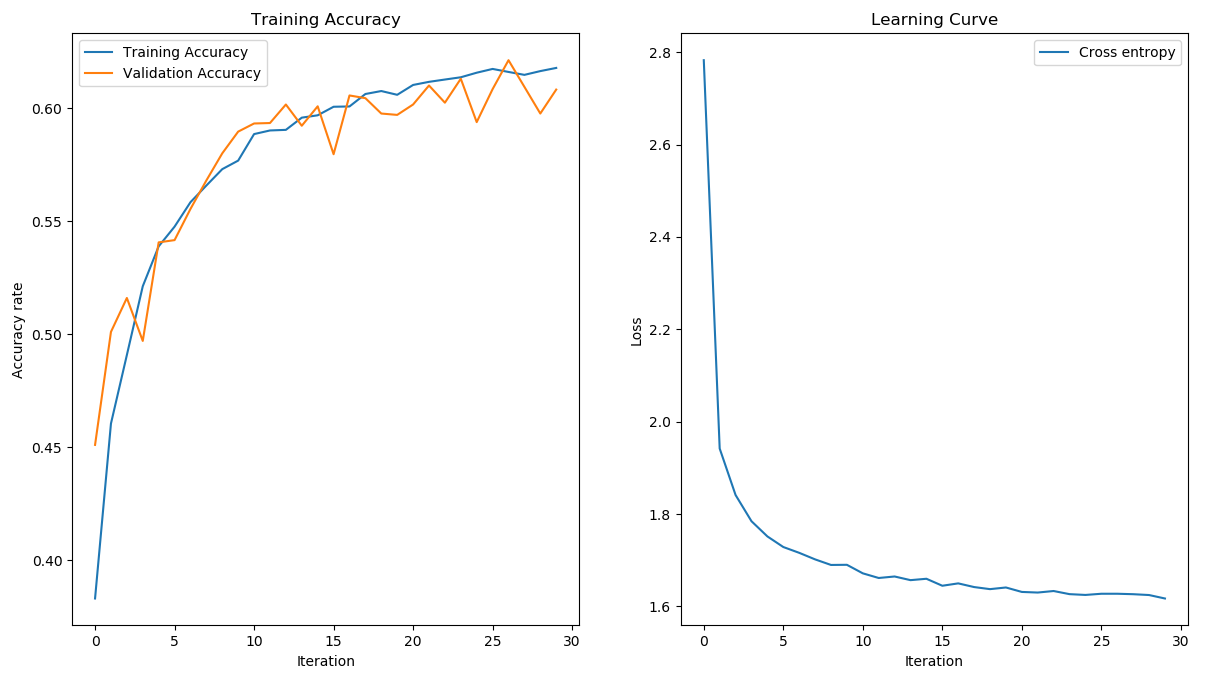 Training Accuracy
Training Accuracy
Validation Accuracy
0.60
0.55
0.50
0.45
0.40
Accuracy rate
0 5 10 15 20 25 30
Iteration
Learning Curve
Cross entropy
2.8
2.6
2.4
2.2
2.0
1.8
1.6
Loss
0 5 10 15 20 25 30
Iteration